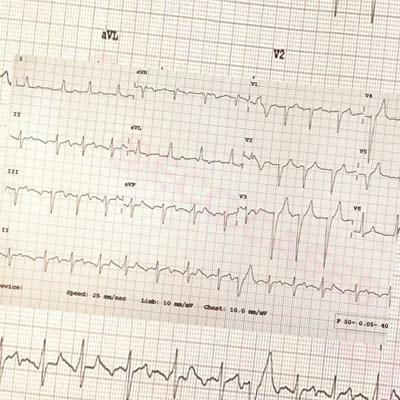 aVL
V2
I
aVR
V1
V4
II
aVL
V2
V5
III
aVF
V3
V6
II
Device:
Speed: 25 mm/sec
Limb: 10 mm/mV
Chest: 10.0 mm/mV
F 50~ 0.05- 40